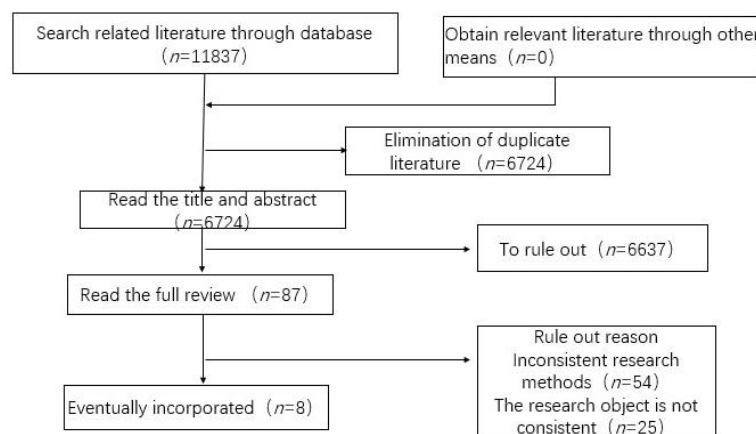 Search related literature through database
（n=11837）
Obtain relevant literature through other
means（n=0）
Elimination of duplicate
literature（n=6724）
Read the title and abstract
（n=6724）
To rule out（n=6637）
Read the full review （n=87）
Rule out reason
Inconsistent research
methods（n=54）
The research object is not
consistent（n=25）
Eventually incorporated（n=8）